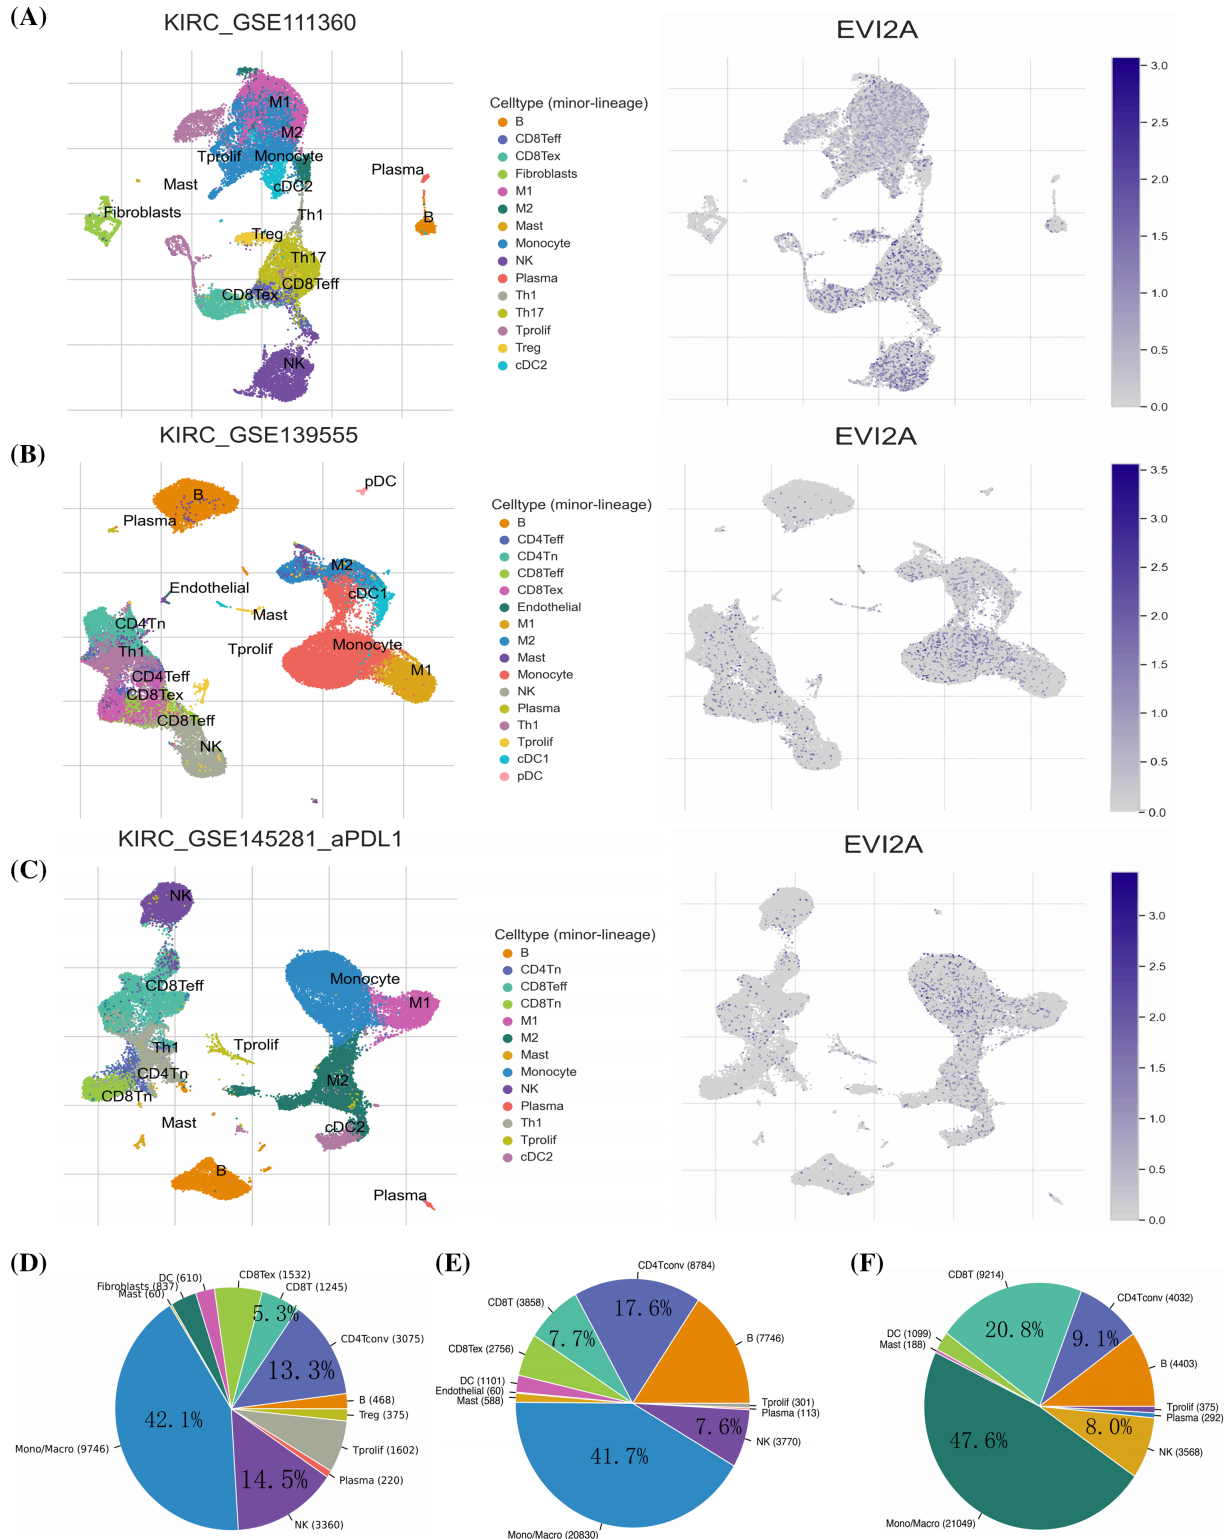 (A)
KIRC_GSE111360
EVI2A
M1
M2
Tprolif
Monocyte
Mast
cDC2
Plasma
Fibroblasts
Th1
B
Treg
Th17
CD8Teff
CD8Tex
NK
Celltype (minor-lineage)
B
CD8Teff
CD8Tex
Fibroblasts
M1
M2
Mast
Monocyte
NK
Plasma
Th1
Th17
Tprolif
Treg
cDC2
3.0
2.5
2.0
1.5
1.0
0.5
0.0
(B)
KIRC_GSE139555
EVI2A
B
pDC
Plasma
M2
Endothelial
cDC1
Mast
CD4Tn
Th1
Tprolif
Monocyte
M1
CD4Teff
CD8Tex
CD8Teff
NK
Celltype (minor-lineage)
B
CD4Teff
CD4Tn
CD8Teff
CD8Tex
Endothelial
M1
M2
Mast
Monocyte
NK
Plasma
Th1
Tprolif
cDC1
pDC
3.5
3.0
2.5
2.0
1.5
1.0
0.5
0.0
(C)
KIRC_GSE145281_aPDL1
EVI2A
NK
Monocyte
CD8Teff
M1
Th1
Tprolif
CD4Tn
M2
CD8Tn
Mast
cDC2
B
Plasma
Celltype (minor-lineage)
B
CD4Tn
CD8Teff
CD8Tn
M1
M2
Mast
Monocyte
NK
Plasma
Th1
Tprolif
cDC2
3.0
2.5
2.0
1.5
1.0
0.5
0.0
(D)
CD8Tex (1532)
DC (610)
CD8T (1245)
Fibroblasts (837)
Mast (60)
5.3%
CD4Tconv (3075)
13.3%
B (468)
Treg (375)
42.1%
Mono/Macro (9746)
Tprolif (1602)
Plasma (220)
14.5%
NK (3360)
(E)
CD4Tconv (8784)
17.6%
CD8T (3858)
7.7%
B (7746)
CD8Tex (2756)
DC (1101)
Endothelial (60)
Mast (588)
Tprolif (301)
Plasma (113)
7.6%
NK (3770)
41.7%
Mono/Macro (20830)
(F)
CD8T (9214)
CD4Tconv (4032)
20.8%
9.1%
DC (1099)
Mast (188)
B (4403)
Tprolif (375)
Plasma (292)
8.0%
47.6%
NK (3568)
Mono/Macro (21049)